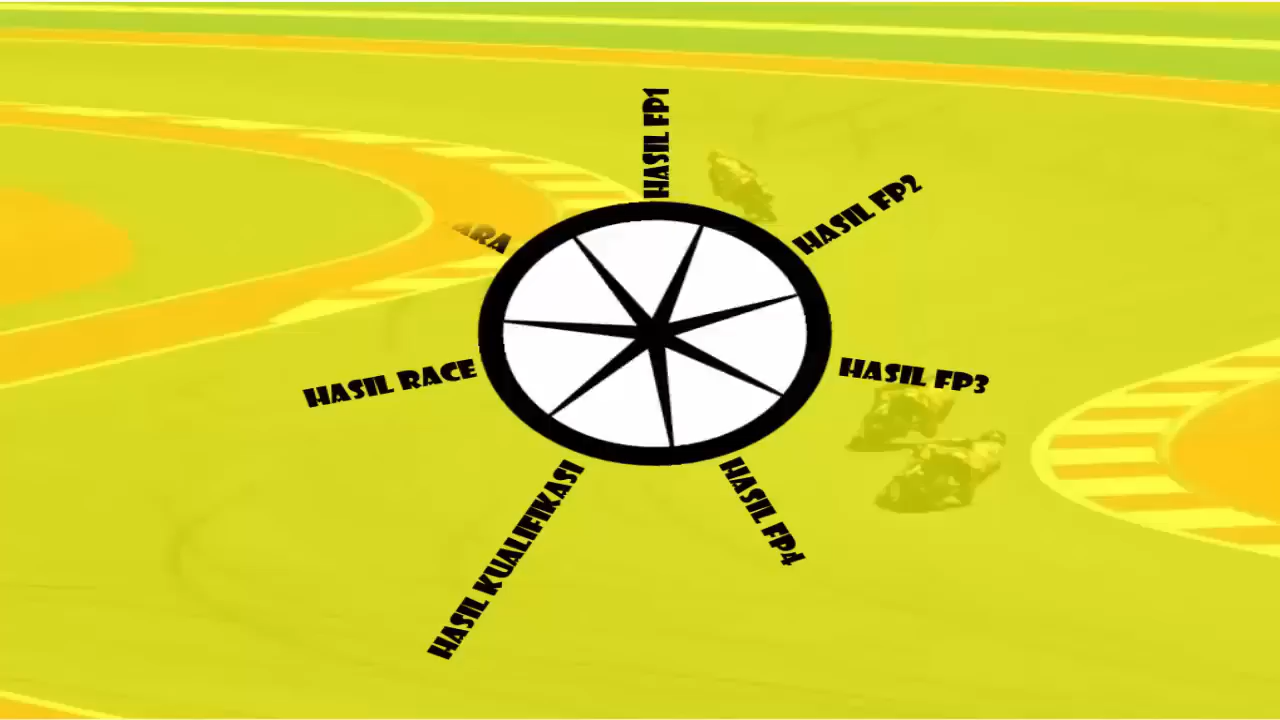 HASIL FP1
HASIL FP2
HASIL FP3
HASIL FP4
HASIL KUALIFIKASI
HASIL RACE